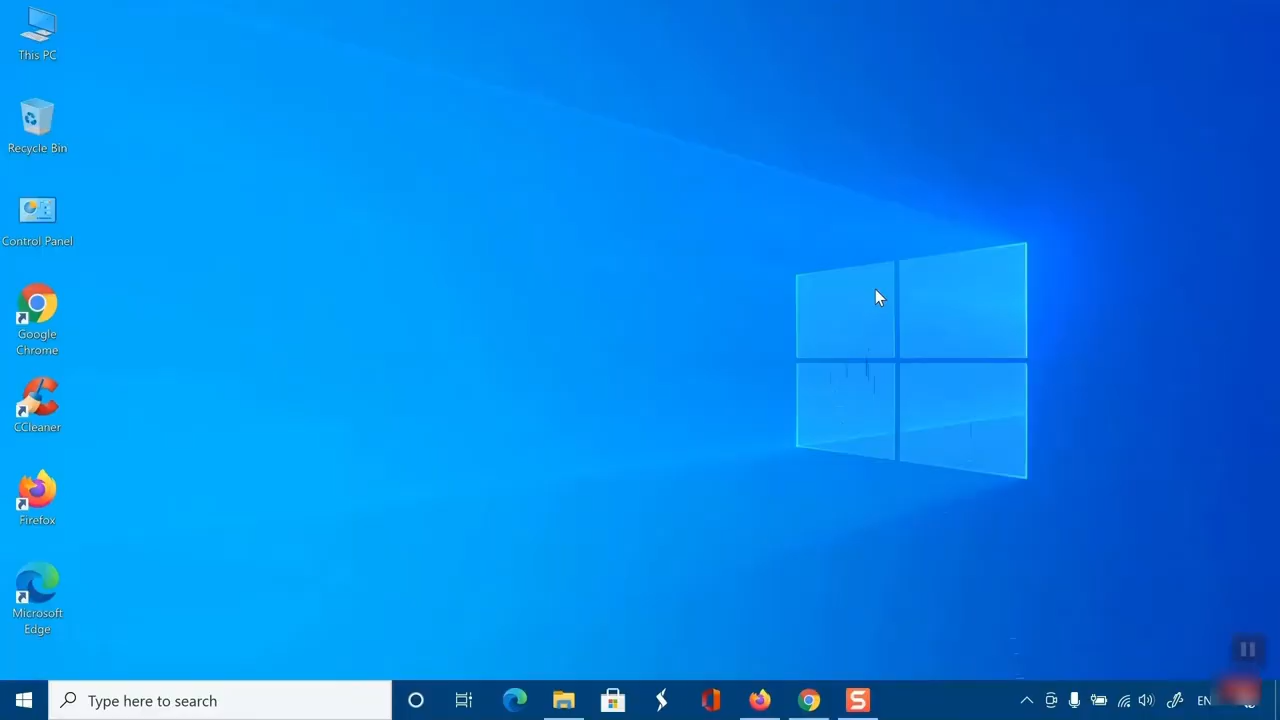 This PC
Recycle Bin
Control Panel
Google
Chrome
CCleaner
Firefox
Microsoft
Edge
Type here to search
EN